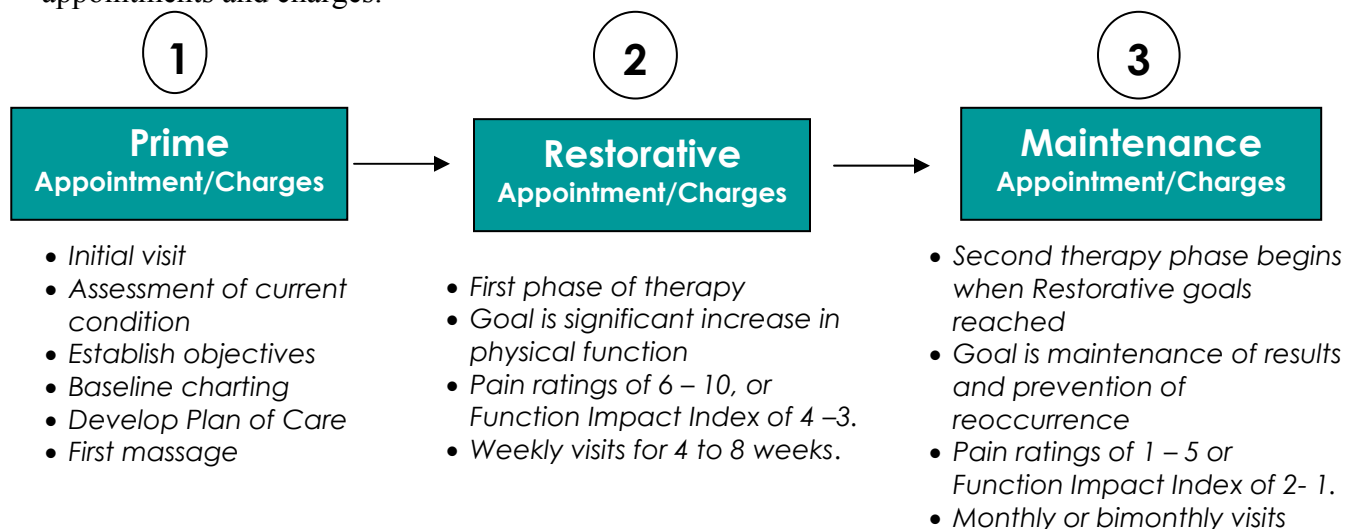 appointments and charges.
1
Prime
Appointment/Charges
• Initial visit
• Assessment of current
condition
• Establish objectives
• Baseline charting
• Develop Plan of Care
• First massage
2
Restorative
Appointment/Charges
• First phase of therapy
• Goal is significant increase in
physical function
• Pain ratings of 6 – 10, or
Function Impact Index of 4 –3.
• Weekly visits for 4 to 8 weeks.
3
Maintenance
Appointment/Charges
• Second therapy phase begins
when Restorative goals
reached
• Goal is maintenance of results
and prevention of
reoccurrence
• Pain ratings of 1 – 5 or
Function Impact Index of 2- 1.
• Monthly or bimonthly visits